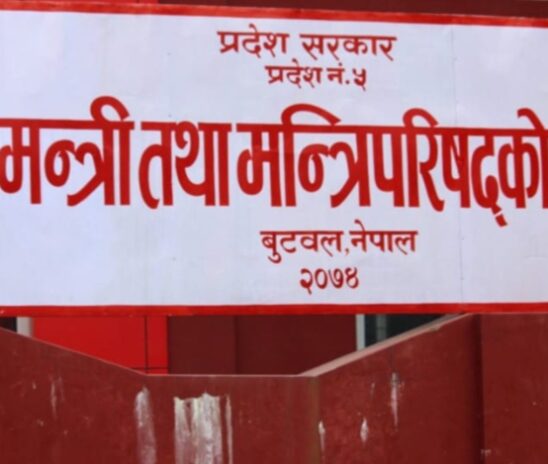 प्रदेश सरकार
प्रदेश नं.५
मन्त्री तथा मन्त्रिपरिषद्को
बुटवल,नेपाल
२०७४